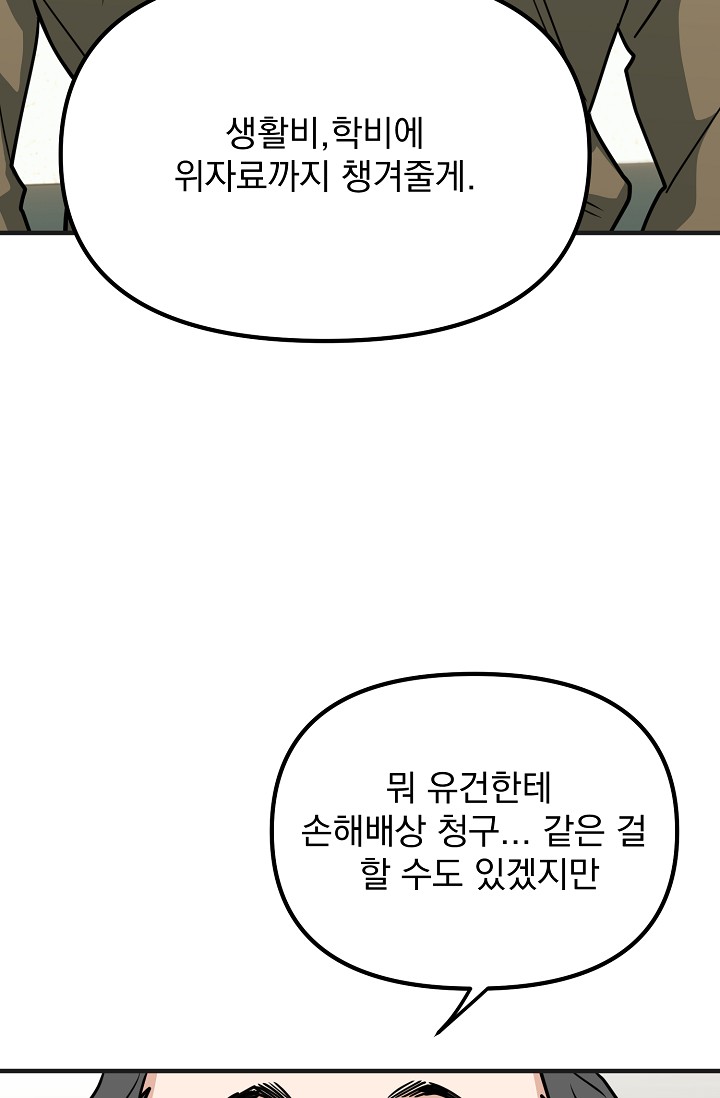 생활비,학비에
위자료까지 챙겨줄게.
뭐 유건한테
손해배상 청구... 같은 걸
할 수도 있겠지만